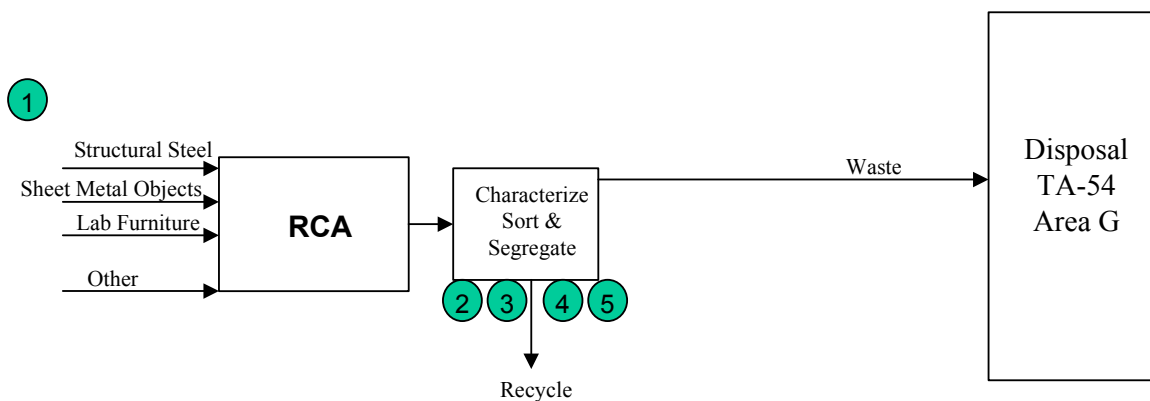 1
Structural Steel
Sheet Metal Objects
Lab Furniture
Other
RCA
Characterize
Sort &
Segregate
2 3 4 5
Recycle
Waste
Disposal
TA-54
Area G